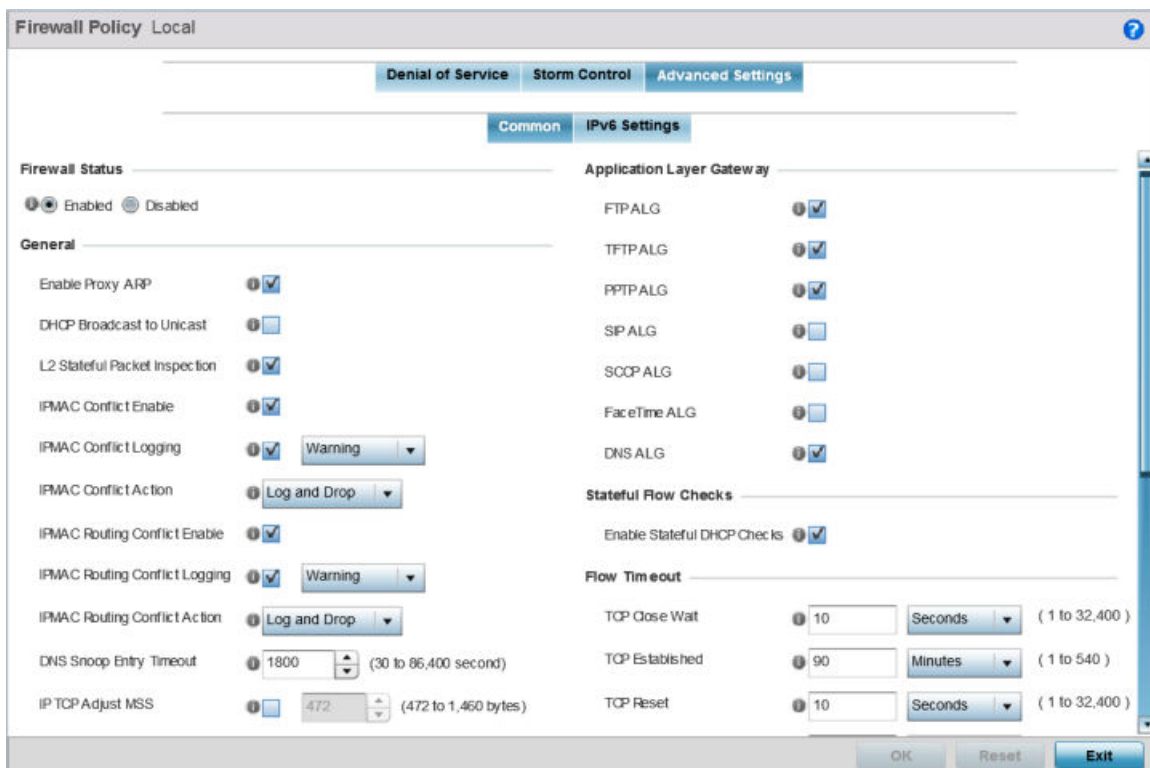 Firewall Policy Local
?
Denial of Service Storm Control Advanced Settings
Common IPv6 Settings
Firewall Status
Enabled Disabled
General
Enable Proxy ARP
DHCP Broadcast to Unicast
L2 Stateful Packet Inspection
IPMAC Conflict Enable
IPMAC Conflict Logging Warning
IPMAC Conflict Action Log and Drop
IPMAC Routing Conflict Enable
IPMAC Routing Conflict Logging Warning
IPMAC Routing Conflict Action Log and Drop
DNS Snoop Entry Timeout 1800 (30 to 86,400 second)
IP TCP Adjust MSS 472 (472 to 1,460 bytes)
Application Layer Gateway
FTP ALG
TFTP ALG
PPTP ALG
SIP ALG
SCCP ALG
FaceTime ALG
DNS ALG
Stateful Flow Checks
Enable Stateful DHCP Checks
Flow Timeout
TCP Close Wait 10 Seconds ( 1 to 32,400 )
TCP Established 90 Minutes ( 1 to 540 )
TCP Reset 10 Seconds ( 1 to 32,400 )
OK Reset Exit